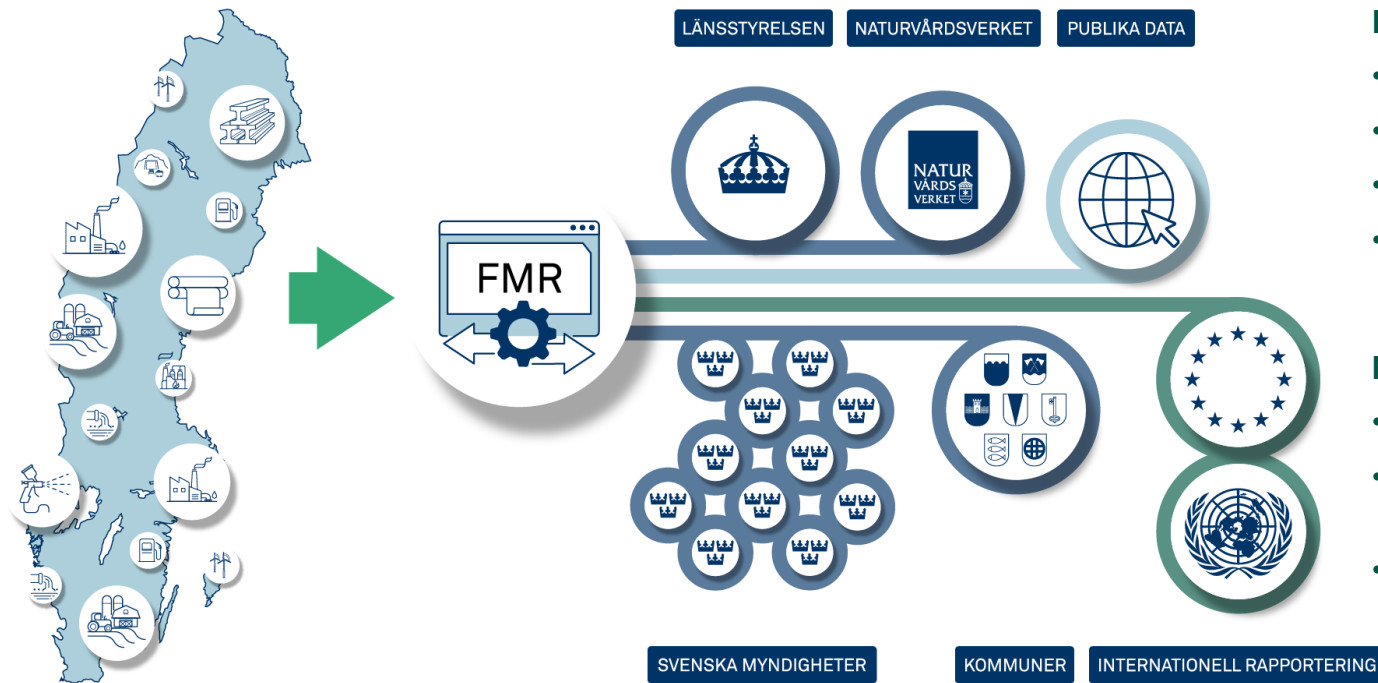 LÄNSSTYRELSEN
NATURVÅRDSVERKET
PUBLIKA DATA
NATUR
VÅRDS
VERKET
FMR
SVENSKA MYNDIGHETER
KOMMUNER
INTERNATIONELL RAPPORTERING